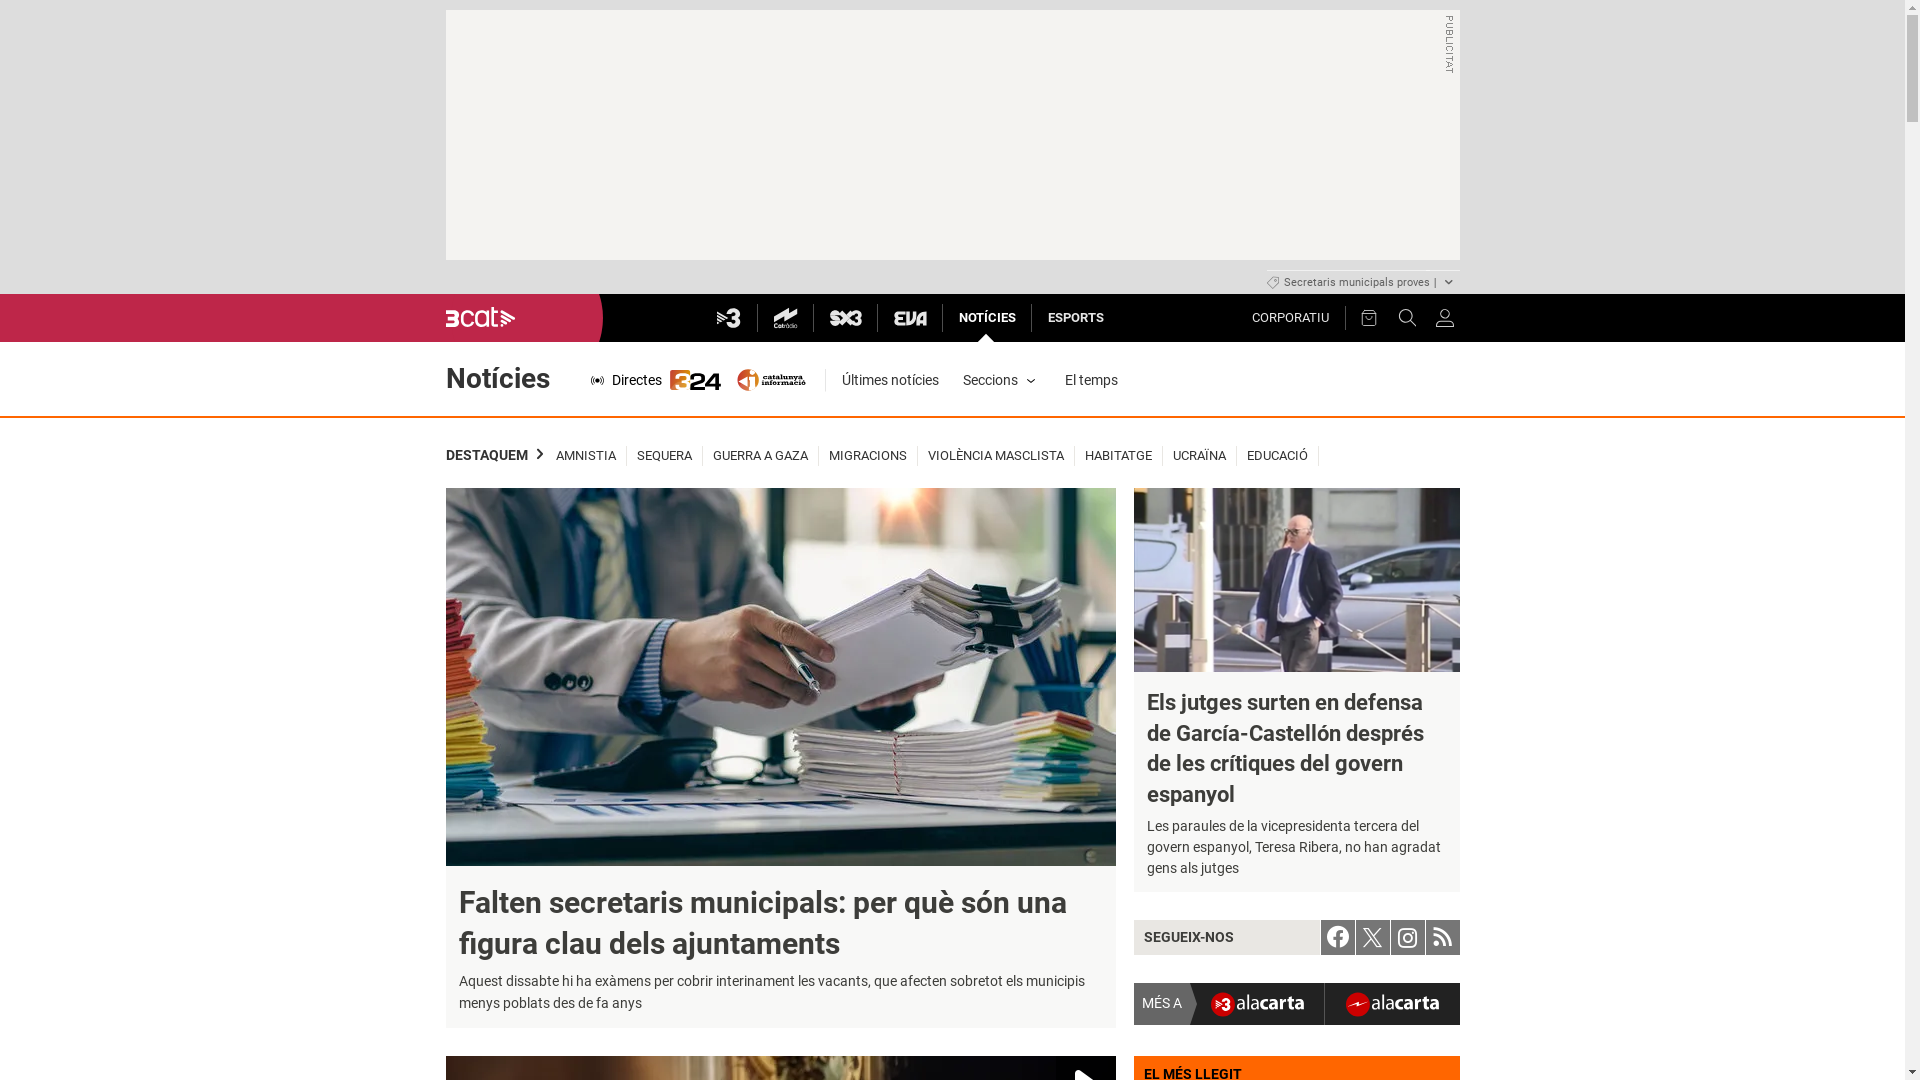 PUBLICITAT
Secretaris municipals proves |
3cat
3
Catràdio
SX3
EVA
NOTÍCIES
ESPORTS
CORPORATIU
Notícies
Directes
324
catalunya
informació
Últimes notícies
Seccions
El temps
DESTAQUEM
AMNISTIA
SEQUERA
GUERRA A GAZA
MIGRACIONS
VIOLÈNCIA MASCLISTA
HABITATGE
UCRAÏNA
EDUCACIÓ
Falten secretaris municipals: per què són una
figura clau dels ajuntaments
Aquest dissabte hi ha exàmens per cobrir interinament les vacants, que afecten sobretot els municipis
menys poblats des de fa anys
Els jutges surten en defensa
de García-Castellón després
de les crítiques del govern
espanyol
Les paraules de la vicepresidenta tercera del
govern espanyol, Teresa Ribera, no han agradat
gens als jutges
SEGUEIX-NOS
MÉS A
3 alacarta
alacarta
EL MÉS LLEGIT